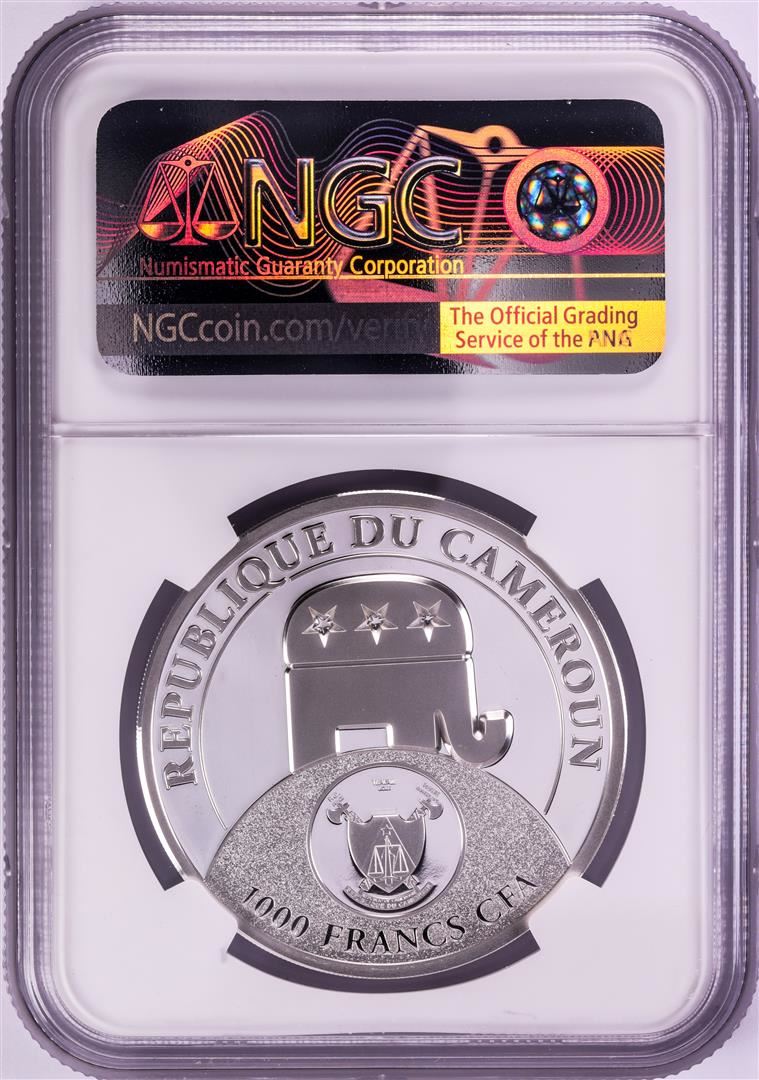 NGC
Numismatic Guaranty Corporation
NGCcoin.com/verify
The Official Grading
Service of the PNG
REPUBLIQUE DU CAMEROUN
1000 FRANCS CFA